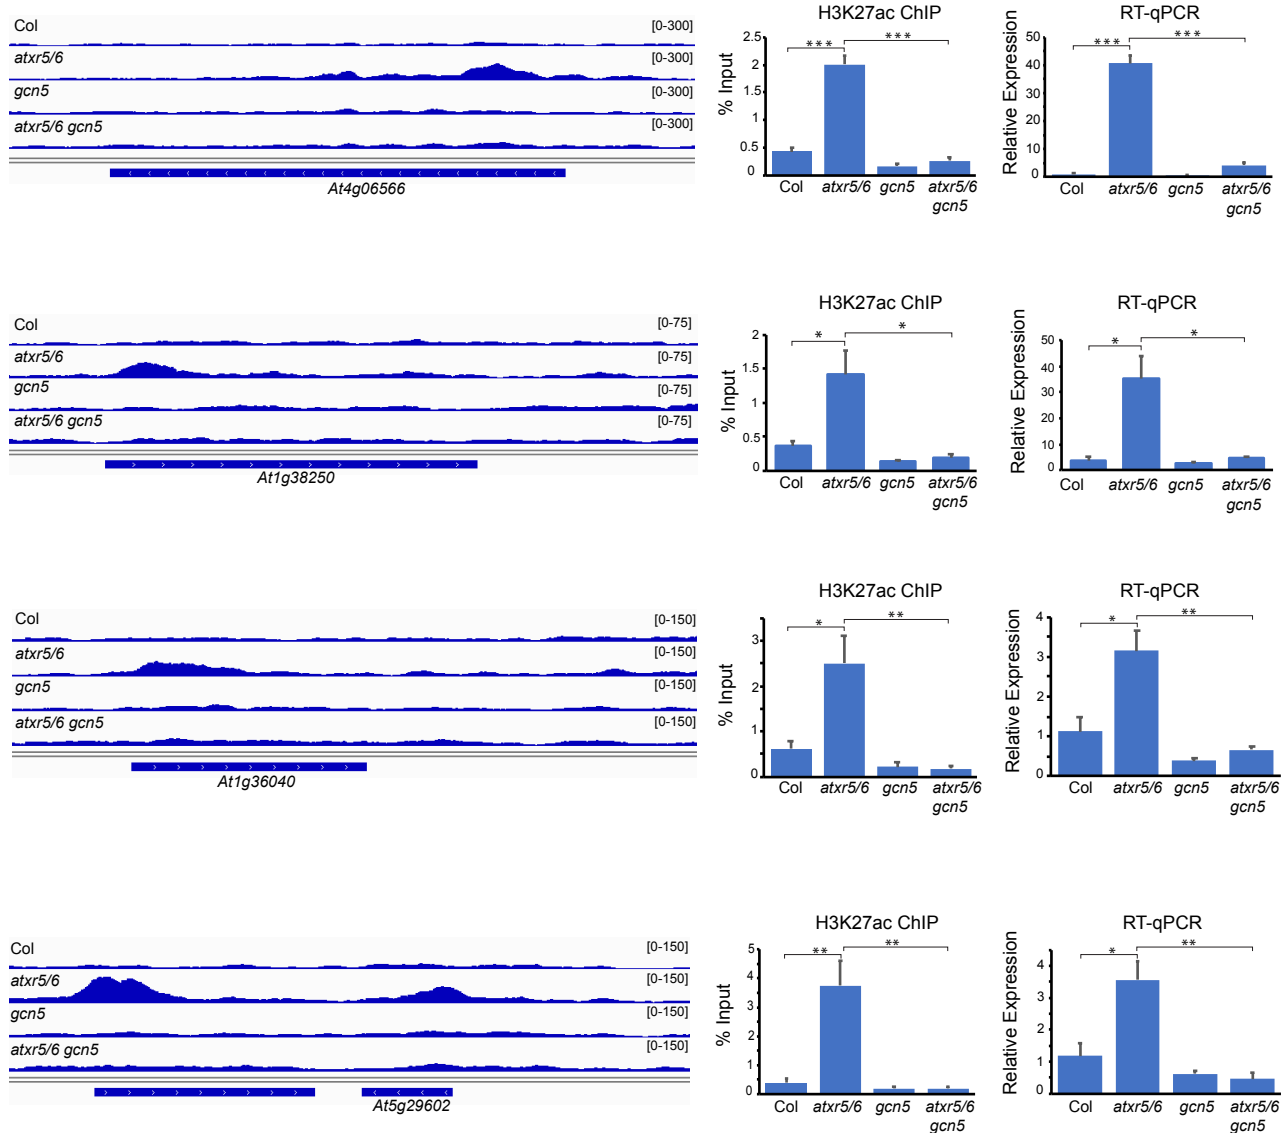 Col [0-300]
atxr5/6 [0-300]
gcn5 [0-300]
atxr5/6 gcn5 [0-300]
At4g06566
H3K27ac ChIP
% Input
2.5
2
1.5
1
0.5
0
*** ***
Col atxr5/6 gcn5 atxr5/6
gcn5
RT-qPCR
Relative Expression
50
40
30
20
10
0
*** ***
Col atxr5/6 gcn5 atxr5/6
gcn5
Col [0-75]
atxr5/6 [0-75]
gcn5 [0-75]
atxr5/6 gcn5 [0-75]
At1g38250
H3K27ac ChIP
% Input
2
1.5
1
0.5
0
* *
Col atxr5/6 gcn5 atxr5/6
gcn5
RT-qPCR
Relative Expression
50
40
30
20
10
0
* *
Col atxr5/6 gcn5 atxr5/6
gcn5
Col [0-150]
atxr5/6 [0-150]
gcn5 [0-150]
atxr5/6 gcn5 [0-150]
At1g36040
H3K27ac ChIP
% Input
3
2
1
0
* **
Col atxr5/6 gcn5 atxr5/6
gcn5
RT-qPCR
Relative Expression
4
3
2
1
0
* **
Col atxr5/6 gcn5 atxr5/6
gcn5
Col [0-150]
atxr5/6 [0-150]
gcn5 [0-150]
atxr5/6 gcn5 [0-150]
At5g29602
H3K27ac ChIP
% Input
5
4
3
2
1
0
** **
Col atxr5/6 gcn5 atxr5/6
gcn5
RT-qPCR
Relative Expression
4
3
2
1
0
* **
Col atxr5/6 gcn5 atxr5/6
gcn5